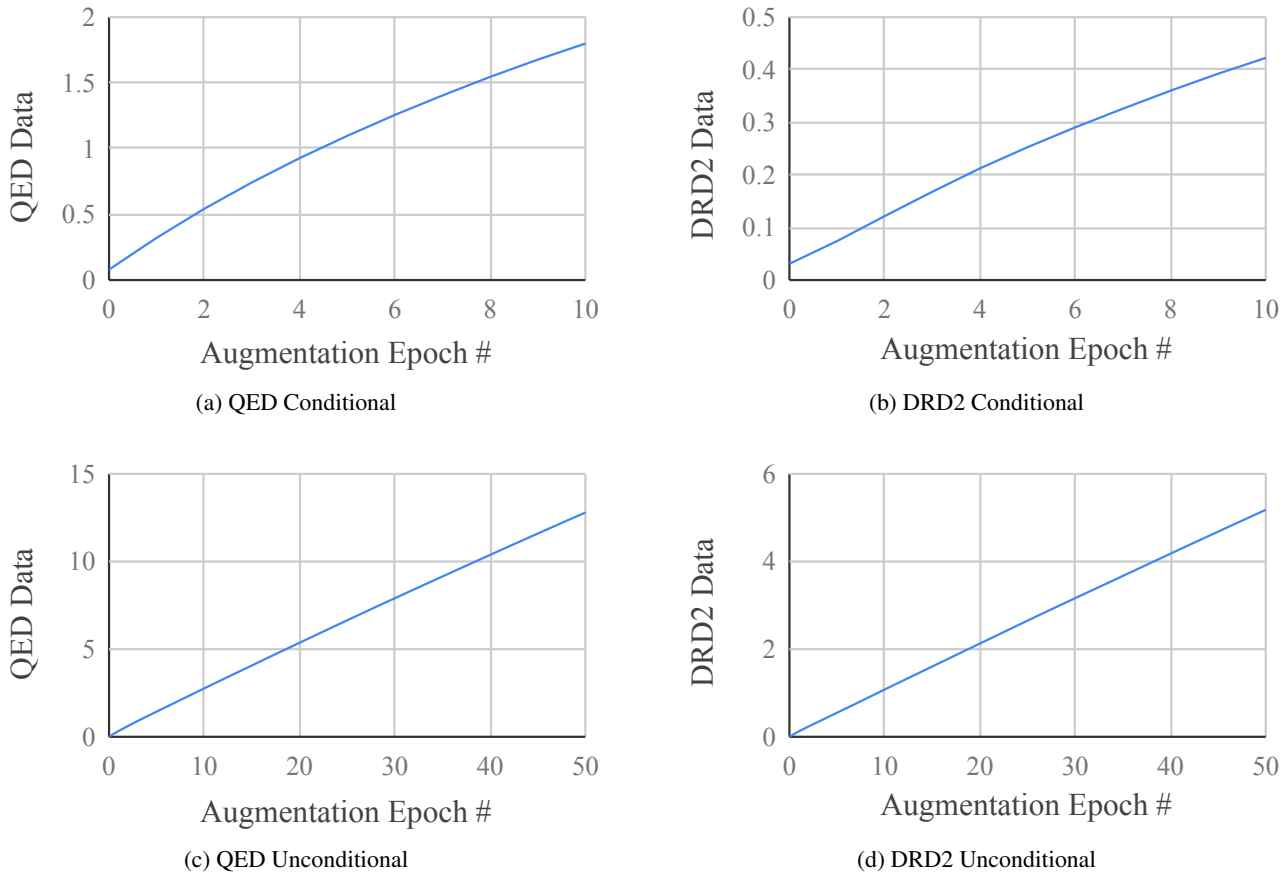 2
1.5
1
0.5
0
QED Data
0 2 4 6 8 10
Augmentation Epoch #
(a) QED Conditional
0.5
0.4
0.3
0.2
0.1
0
DRD2 Data
0 2 4 6 8 10
Augmentation Epoch #
(b) DRD2 Conditional
15
10
5
0
QED Data
0 10 20 30 40 50
Augmentation Epoch #
(c) QED Unconditional
6
4
2
0
DRD2 Data
0 10 20 30 40 50
Augmentation Epoch #
(d) DRD2 Unconditional